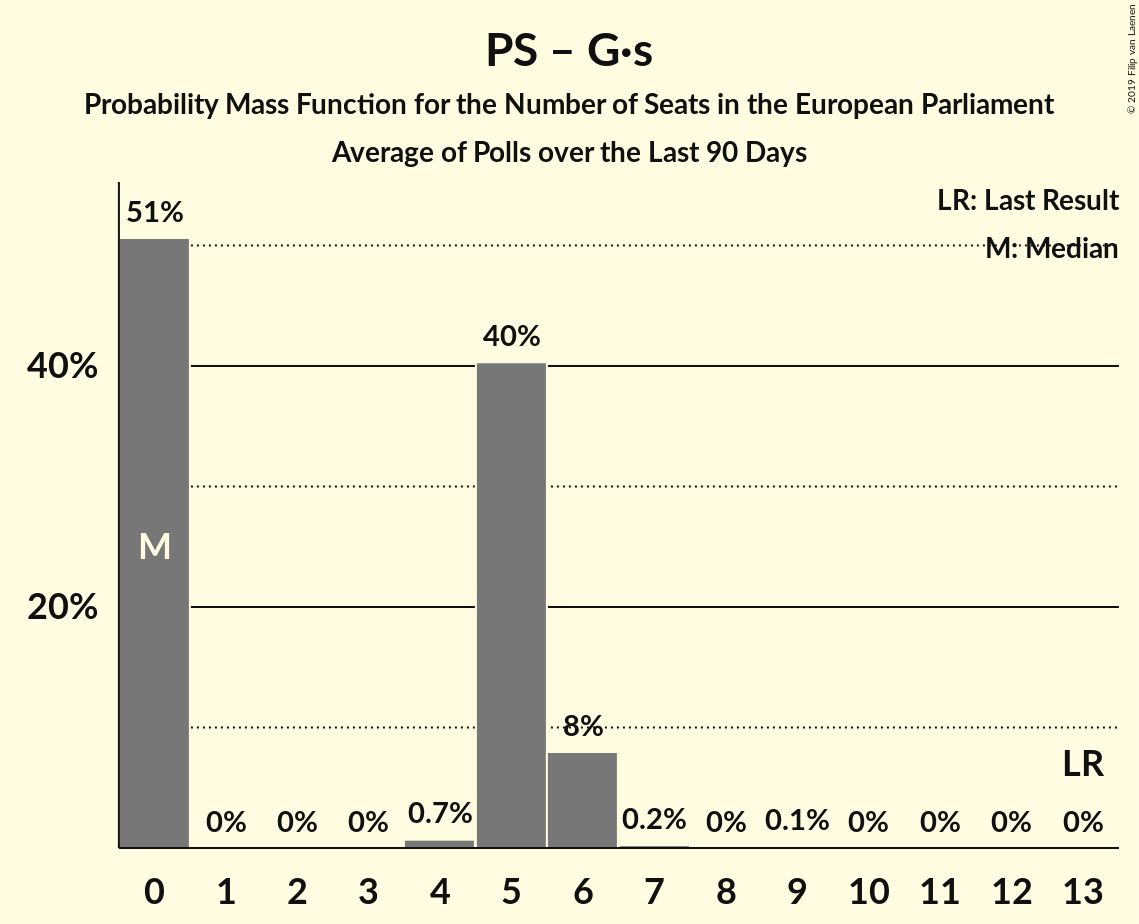 PS – G·s
Probability Mass Function for the Number of Seats in the European Parliament
Average of Polls over the Last 90 Days
© 2019 Filip van Laenen
LR: Last Result
M: Median
51%
40%
40%
M
20%
8%
LR
0% 0% 0% 0.7% 0.2% 0% 0.1% 0% 0% 0% 0%
0 1 2 3 4 5 6 7 8 9 10 11 12 13